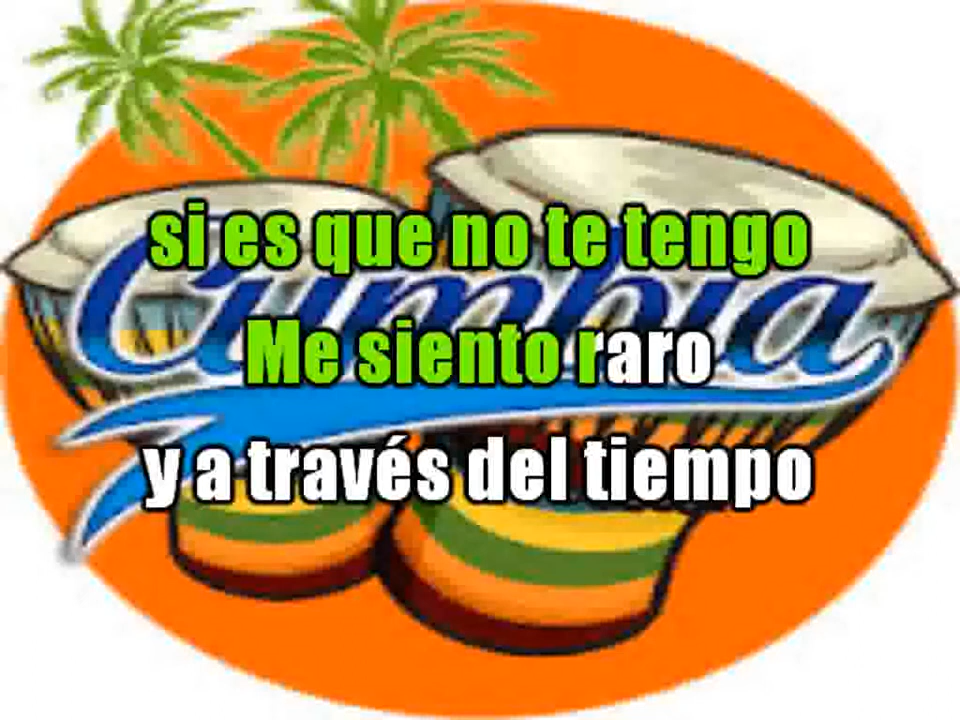 si es que no te tengo
Cumbia
Me siento raro
y a través del tiempo